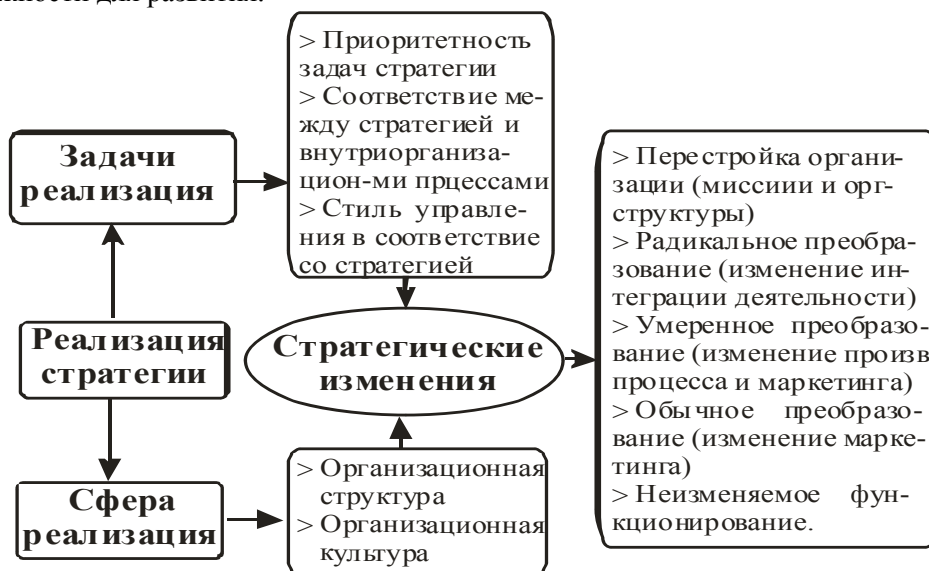 для развития.
> Приоритетность
задач стратегии
> Соответствие ме-
жду стратегией и
внутриорганиза-
цион-ми прцессами
> Стиль управле-
ния в соответствие
со стратегией
Задачи
реализация
Реализация
стратегии
Сфера
реализация
Стратегические
изменения
> Организационная
структура
> Организационная
культура
> Перестройка органи-
зации (миссиии и орг-
структуры)
> Радикальное преобра-
зование (изменение ин-
теграции деятельности)
> Умеренное преобразо-
вание (изменение произв
процесса и маркетинга)
> Обычное преобразо-
вание (изменение марке-
тинга)
> Неизменяемое фун-
кционирование.